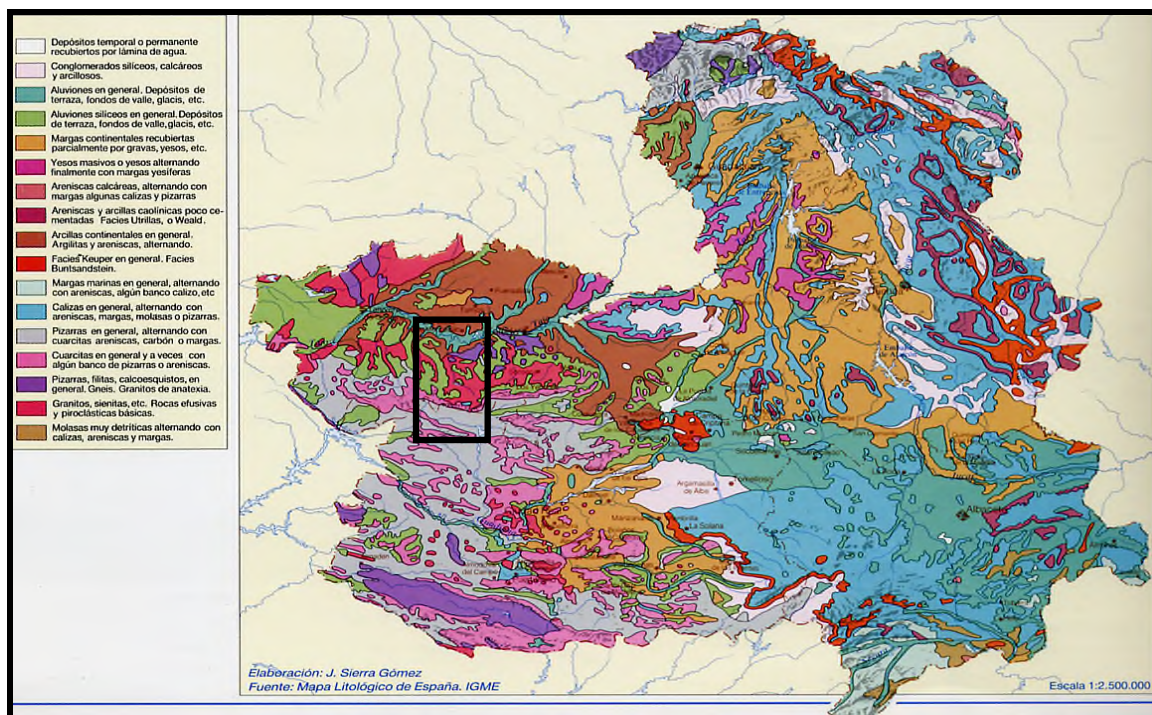 Depósitos temporal o permanente
recubiertos por lámina de agua.
Conglomerados silíceos, calcáreos
y arcillosos.
Aluviones en general. Depósitos de
terraza, fondos de valle, glacis, etc.
Aluviones silíceos en general. Depósitos
de terraza, fondos de valle, glacis, etc.
Margas continentales recubiertas
parcialmente por gravas, yesos, etc.
Yesos masivos o yesos alternando
finalmente con margas yesíferas
Areniscas calcáreas, alternando con
margas algunas calizas y pizarras
Areniscas y arcillas caolínicas poco ce-
mentadas Facies Utrillas, o Weald.
Arcillas continentales en general.
Argilitas y areniscas, alternando.
Facies Keuper en general. Facies
Buntsandstein.
Margas marinas en general, alternando
con areniscas, algún banco calizo, etc
Calizas en general, alternando con
areniscas, margas, molasas o pizarras.
Pizarras en general, alternando con
cuarcitas areniscas, carbón o margas.
Cuarcitas en general y a veces con
algún banco de pizarras o areniscas.
Pizarras, filitas, calcoesquistos, en
general. Gneis. Granitos de anatexia.
Granitos, sienitas, etc. Rocas efusivas
y piroclásticas básicas.
Molasas muy detríticas alternando con
calizas, areniscas y margas.
Argamasilla
de Alba
La Solana
Albacete
del Campo
Elaboración: J. Sierra Gómez
Fuente: Mapa Litológico de España. IGME
Escala 1:2.500.000